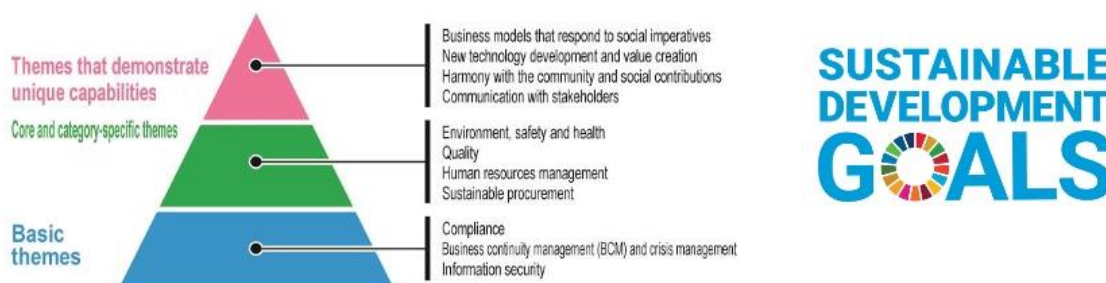 Themes that demonstrate
unique capabilities
Business models that respond to social imperatives
New technology development and value creation
Harmony with the community and social contributions
Communication with stakeholders
Core and category-specific themes
Environment, safety and health
Quality
Human resources management
Sustainable procurement
Basic
themes
Compliance
Business continuity management (BCM) and crisis management
Information security
SUSTAINABLE
DEVELOPMENT
GOALS